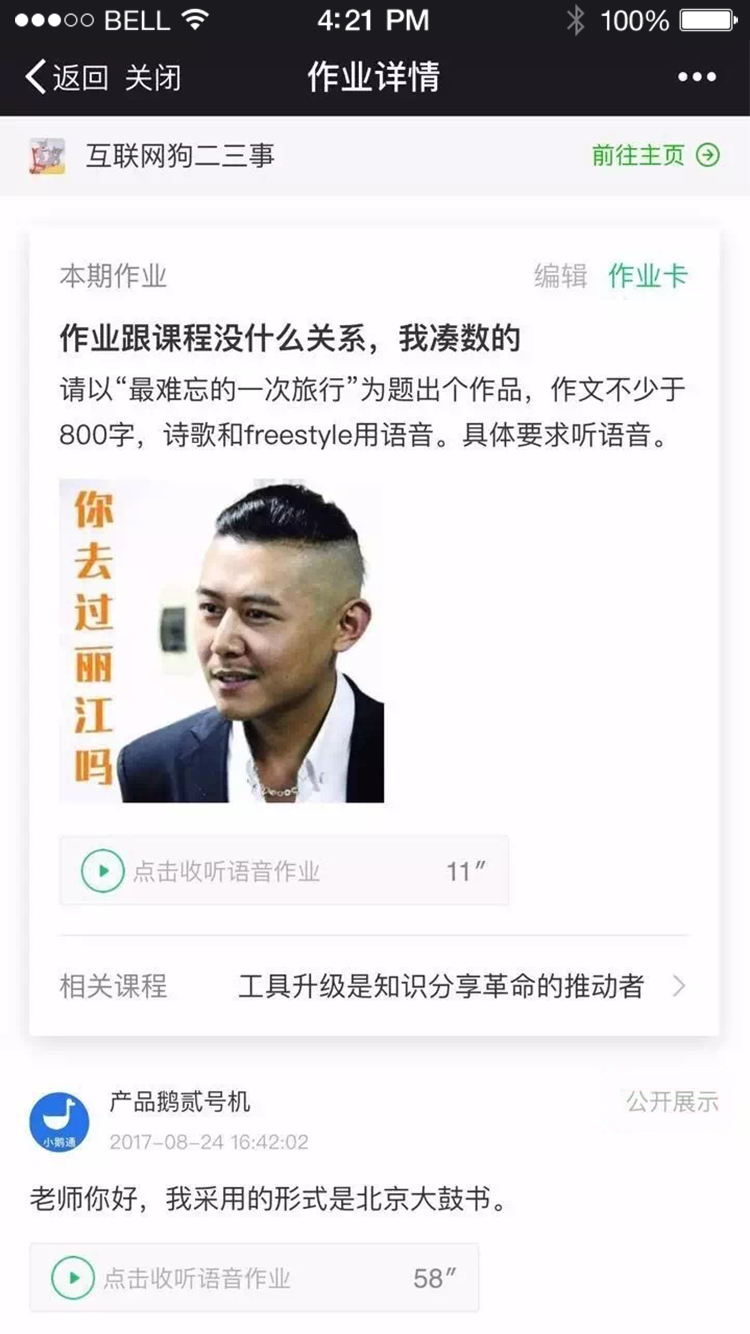 BELL 4:21 PM 100%
返回 关闭 作业详情
互联网狗二三事 前往主页
本期作业 编辑 作业卡
作业跟课程没什么关系，我凑数的
请以“最难忘的一次旅行”为题出个作品，作文不少于
800字，诗歌和freestyle用语音。具体要求听语音。
你去过丽江吗
点击收听语音作业 11″
相关课程 工具升级是知识分享革命的推动者
产品鹅贰号机 公开展示
小鹅通
2017-08-24 16:42:02
老师你好，我采用的形式是北京大鼓书。
点击收听语音作业 58″